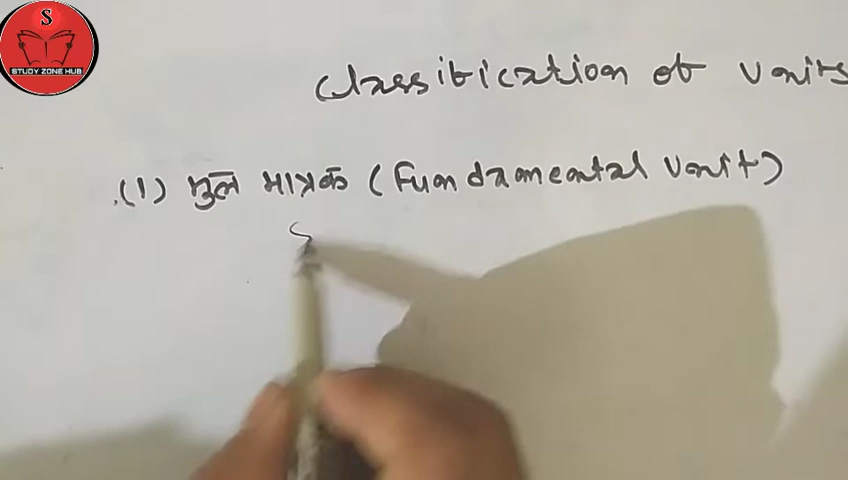 S
STUDY ZONE HUB
Classification of Units
.(1) मुल मात्रक (Fundamental Unit)
S